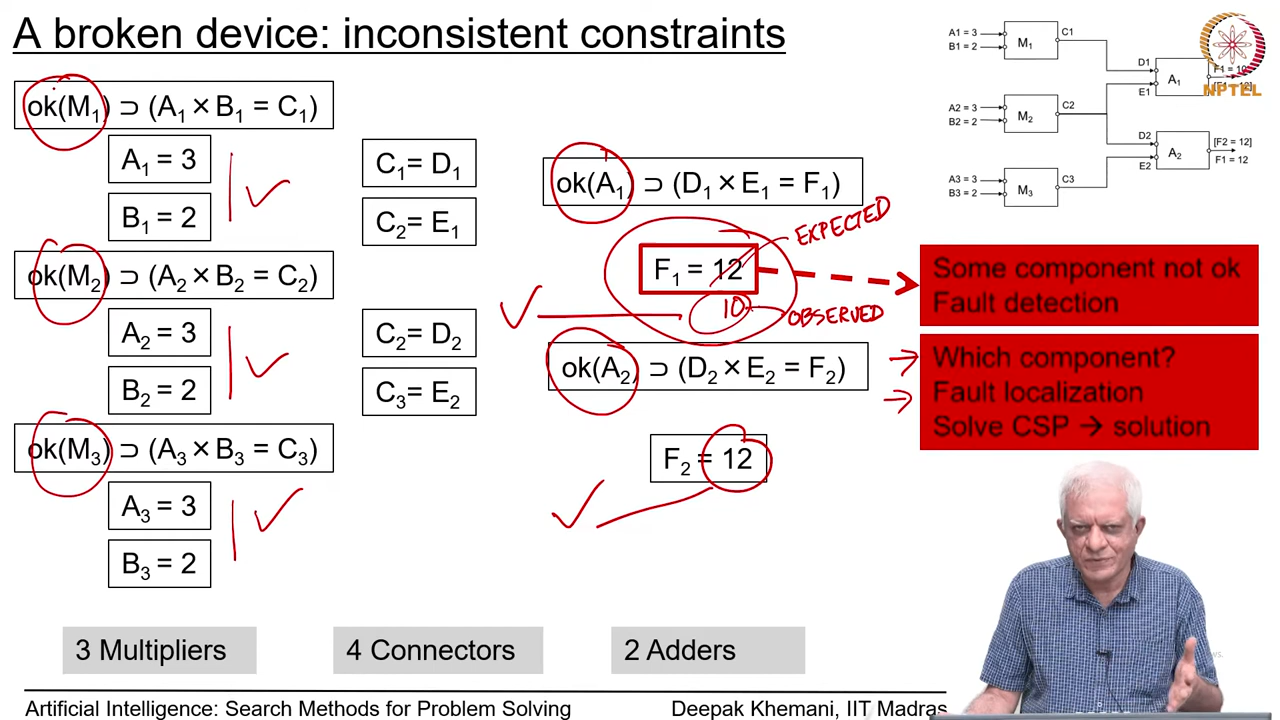 A broken device: inconsistent constraints
ok(M₁) ⊃ (A₁ × B₁ = C₁)
A₁ = 3
B₁ = 2
ok(M₂) ⊃ (A₂ × B₂ = C₂)
A₂ = 3
B₂ = 2
ok(M₃) ⊃ (A₃ × B₃ = C₃)
A₃ = 3
B₃ = 2
C₁ = D₁
C₂ = E₁
C₂ = D₂
C₃ = E₂
ok(A₁) ⊃ (D₁ × E₁ = F₁)
EXPECTED
F₁ = 12
10
OBSERVED
ok(A₂) ⊃ (D₂ × E₂ = F₂)
F₂ = 12
A1 = 3
B1 = 2
M₁
C1
A2 = 3
B2 = 2
M₂
C2
A3 = 3
B3 = 2
M₃
C3
D1
E1
A₁
F1 = 10
[F1 = 12]
D2
E2
A₂
[F2 = 12]
F1 = 12
NPTEL
Some component not ok
Fault detection
Which component?
Fault localization
Solve CSP → solution
3 Multipliers
4 Connectors
2 Adders
Artificial Intelligence: Search Methods for Problem Solving
Deepak Khemani, IIT Madras